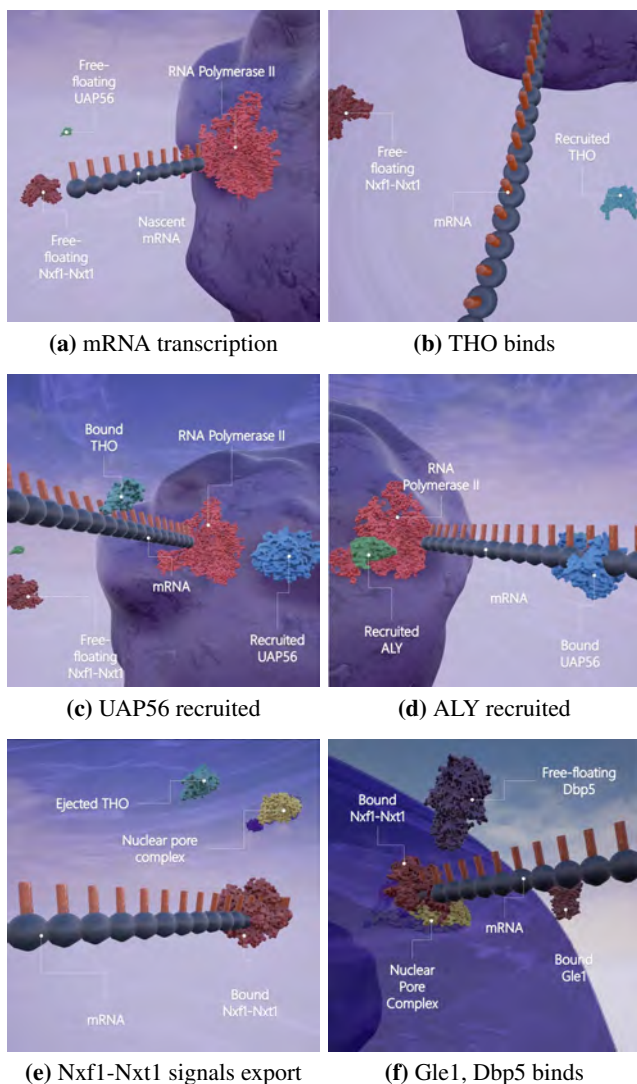 Free-
floating
UAP56
RNA Polymerase II
Free-
floating
Nxf1-Nxt1
Nascent
mRNA
(a) mRNA transcription
Free-
floating
Nxf1-Nxt1
mRNA
Recruited
THO
(b) THO binds
Bound
THO
RNA Polymerase II
mRNA
Free-
floating
Nxf1-Nxt1
Recruited
UAP56
(c) UAP56 recruited
RNA
Polymerase II
Recruited
ALY
mRNA
Bound
UAP56
(d) ALY recruited
Ejected THO
Nuclear pore
complex
mRNA
Bound
Nxf1-Nxt1
(e) Nxf1-Nxt1 signals export
Free-floating
Dbp5
Bound
Nxf1-Nxt1
mRNA
Nuclear
Pore
Complex
Bound
Gle1
(f) Gle1, Dbp5 binds